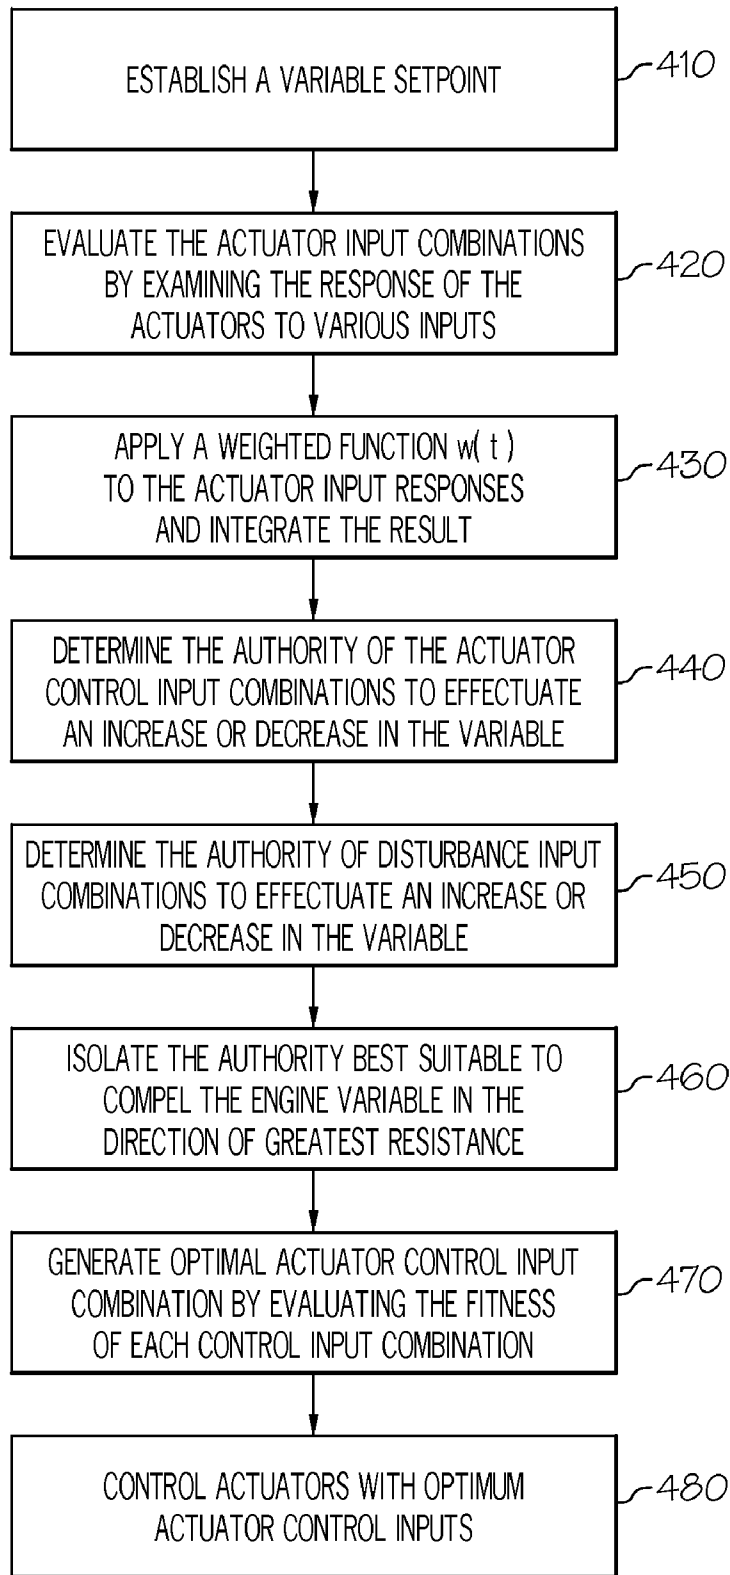 ESTABLISH A VARIABLE SETPOINT
410
EVALUATE THE ACTUATOR INPUT COMBINATIONS
BY EXAMINING THE RESPONSE OF THE
ACTUATORS TO VARIOUS INPUTS
420
APPLY A WEIGHTED FUNCTION w( t )
TO THE ACTUATOR INPUT RESPONSES
AND INTEGRATE THE RESULT
430
DETERMINE THE AUTHORITY OF THE ACTUATOR
CONTROL INPUT COMBINATIONS TO EFFECTUATE
AN INCREASE OR DECREASE IN THE VARIABLE
440
DETERMINE THE AUTHORITY OF DISTURBANCE INPUT
COMBINATIONS TO EFFECTUATE AN INCREASE OR
DECREASE IN THE VARIABLE
450
ISOLATE THE AUTHORITY BEST SUITABLE TO
COMPEL THE ENGINE VARIABLE IN THE
DIRECTION OF GREATEST RESISTANCE
460
GENERATE OPTIMAL ACTUATOR CONTROL INPUT
COMBINATION BY EVALUATING THE FITNESS
OF EACH CONTROL INPUT COMBINATION
470
CONTROL ACTUATORS WITH OPTIMUM
ACTUATOR CONTROL INPUTS
480